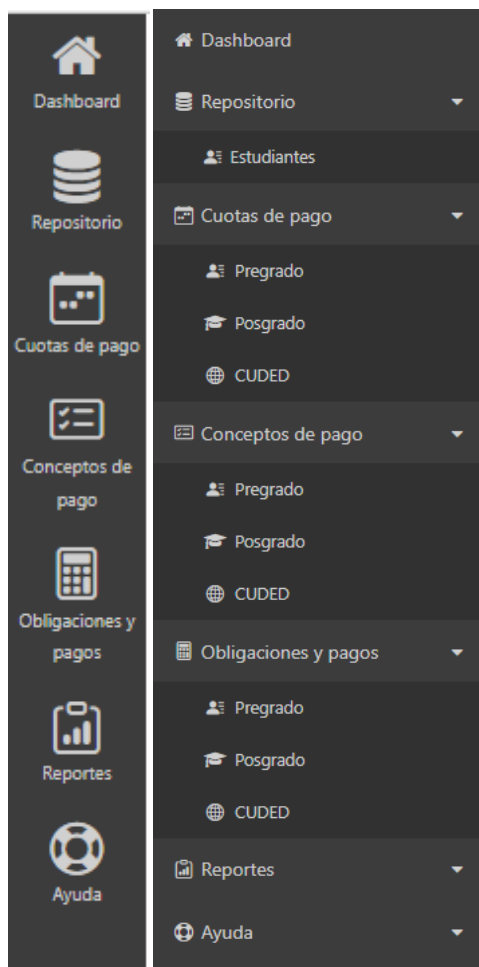 Dashboard
Repositorio
Cuotas de pago
Conceptos de
pago
Obligaciones y
pagos
Reportes
Ayuda
Dashboard
Repositorio
Estudiantes
Cuotas de pago
Pregrado
Posgrado
CUDED
Conceptos de pago
Pregrado
Posgrado
CUDED
Obligaciones y pagos
Pregrado
Posgrado
CUDED
Reportes
Ayuda